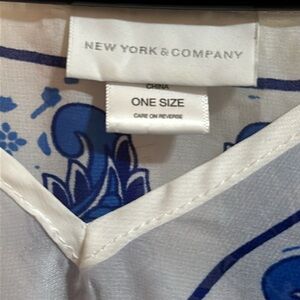 NEW YORK & COMPANY
CHINA
ONE SIZE
CARE ON REVERSE